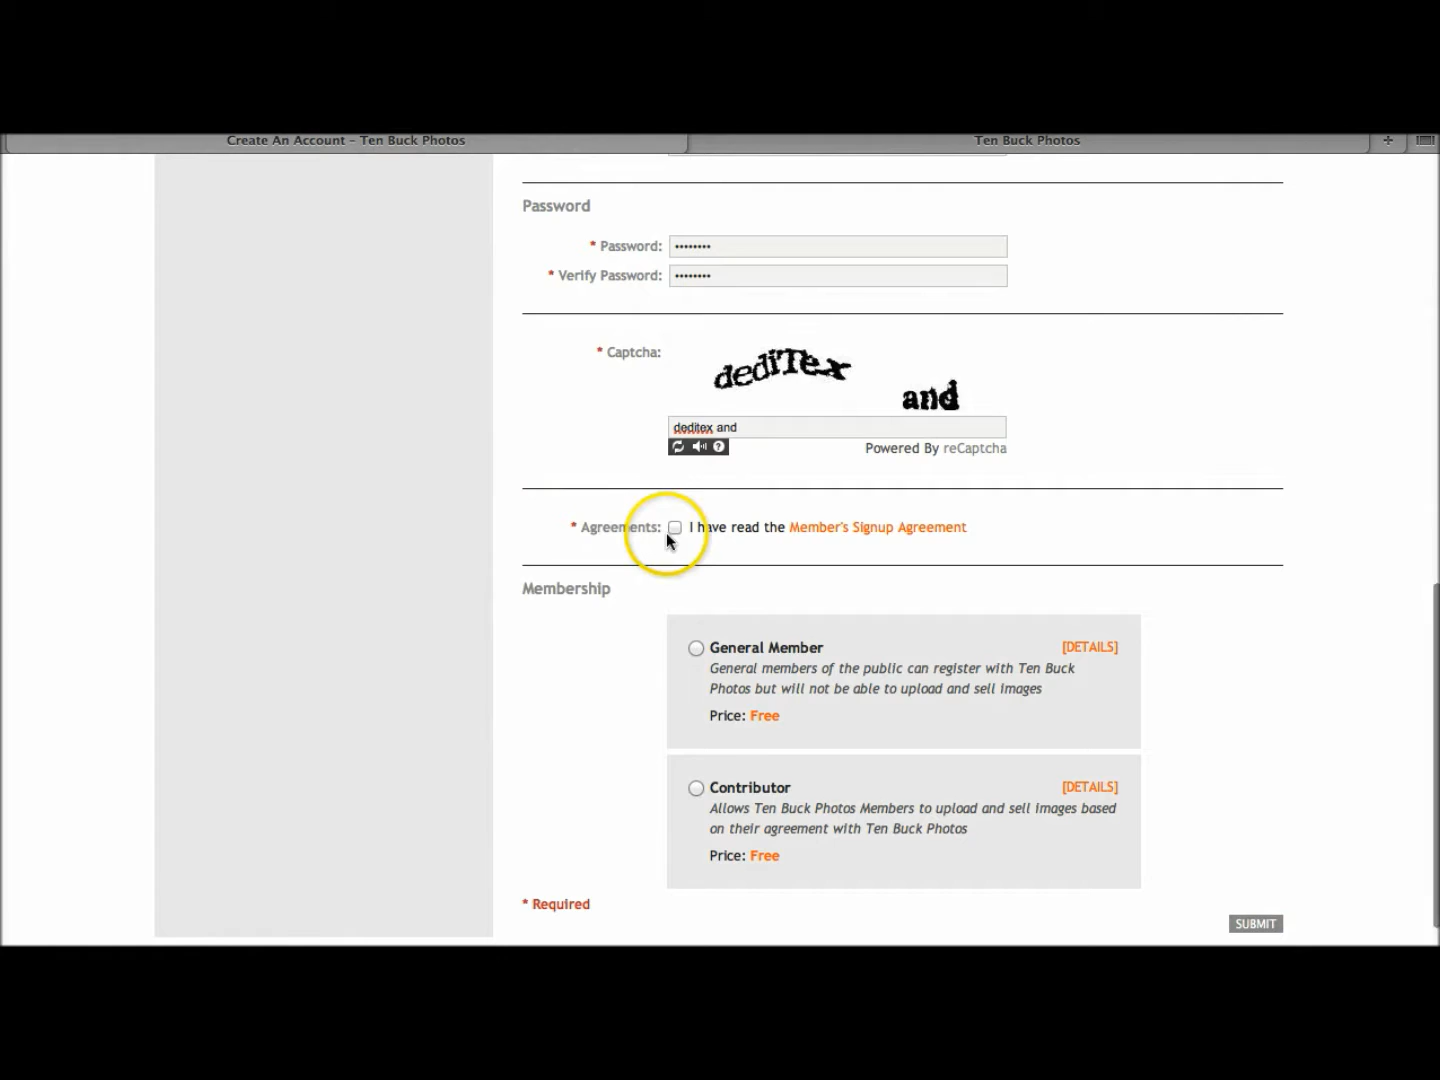 Create An Account – Ten Buck Photos
Ten Buck Photos
Password
* Password: ••••••••
* Verify Password: ••••••••
* Captcha:
dediTex and
deditex and
Powered By reCaptcha
* Agreements: I have read the Member's Signup Agreement
Membership
General Member [DETAILS]
General members of the public can register with Ten Buck
Photos but will not be able to upload and sell images
Price: Free
Contributor [DETAILS]
Allows Ten Buck Photos Members to upload and sell images based
on their agreement with Ten Buck Photos
Price: Free
* Required
SUBMIT